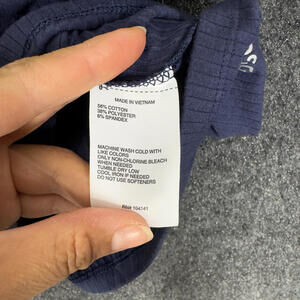 MADE IN VIETNAM
56% COTTON
38% POLYESTER
6% SPANDEX
MACHINE WASH COLD WITH
LIKE COLORS
ONLY NON-CHLORINE BLEACH
WHEN NEEDED
TUMBLE DRY LOW
COOL IRON IF NEEDED
DO NOT USE SOFTENERS
RN# 104141